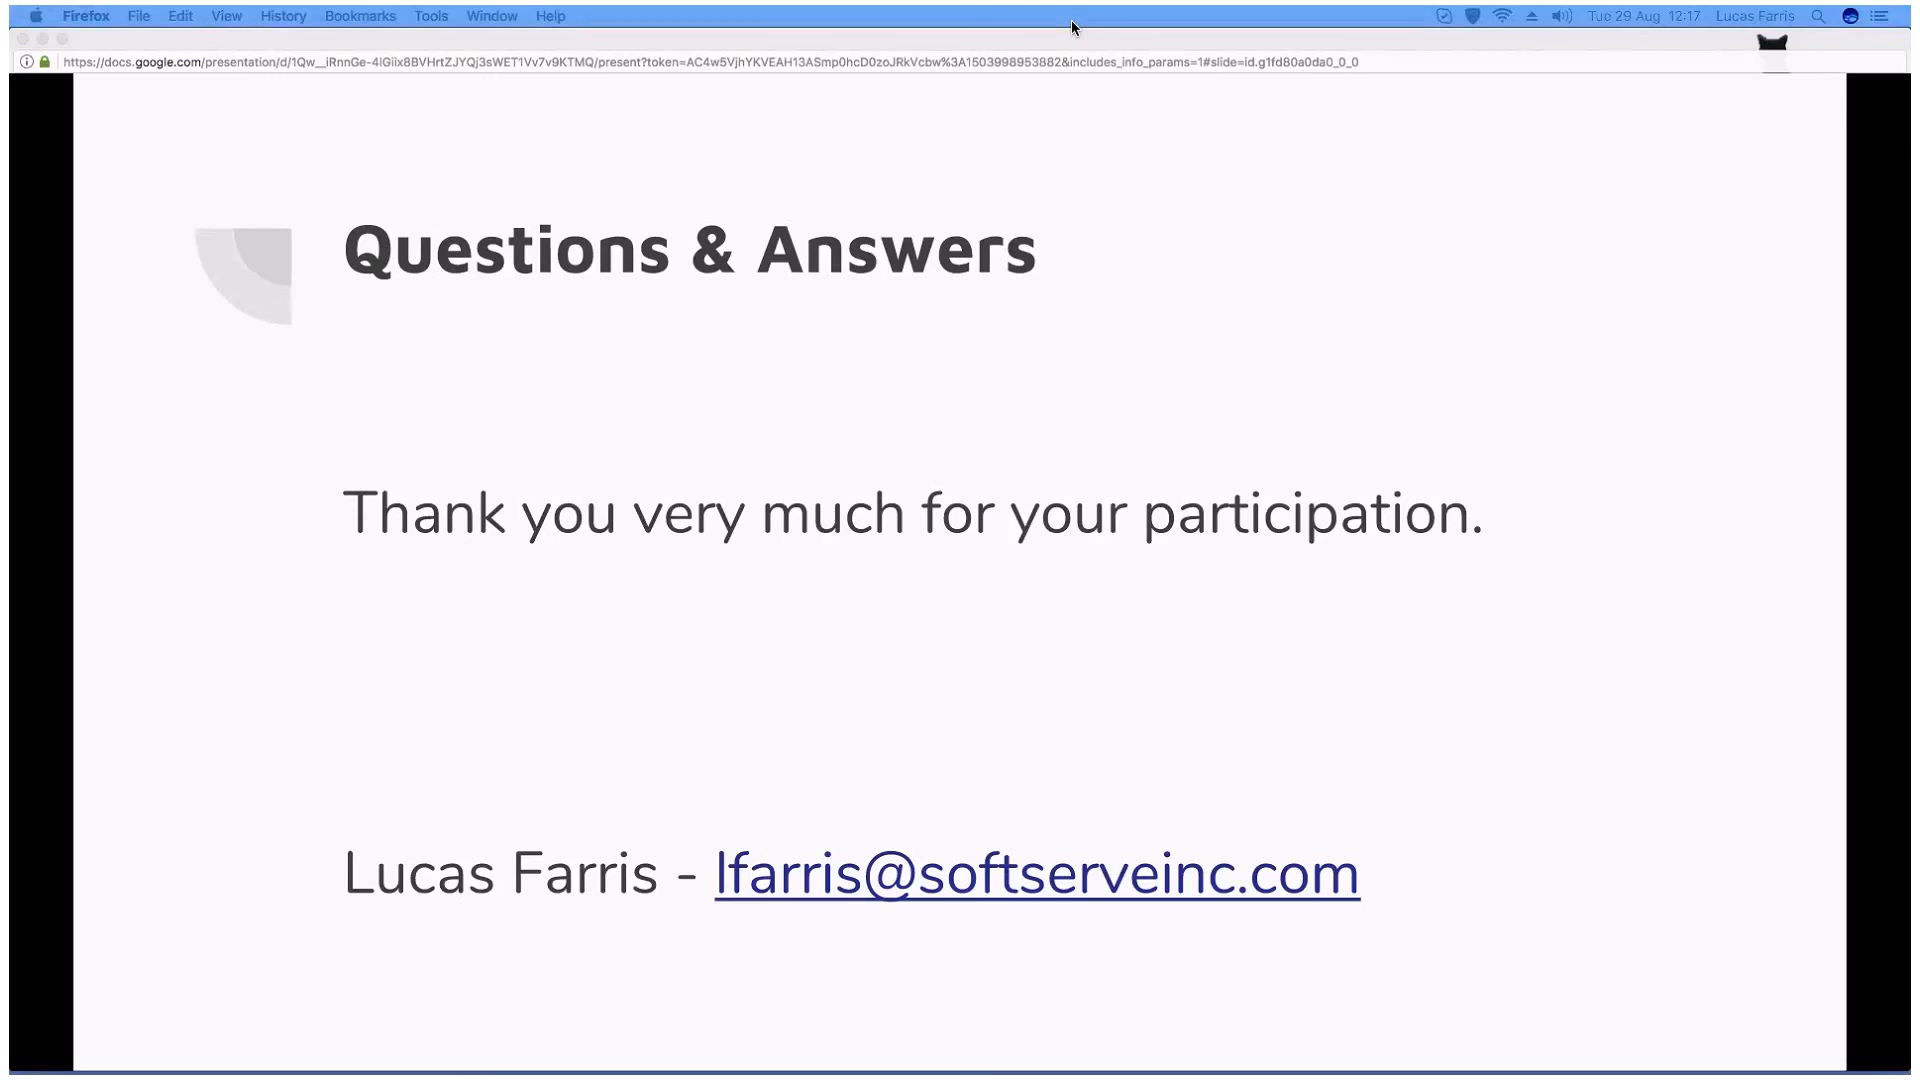 Firefox File Edit View History Bookmarks Tools Window Help Tue 29 Aug 12:17 Lucas Farris
https://docs.google.com/presentation/d/1Qw__iRnnGe-4lGiix8BVHrtZJYQj3sWET1Vv7v9KTMQ/present?token=AC4w5VjhYKVEAH13ASmp0hcD0zoJRkVcbw%3A1503998953882&includes_info_params=1#slide=id.g1fd80a0da0_0_0
Questions & Answers
Thank you very much for your participation.
Lucas Farris - lfarris@softserveinc.com